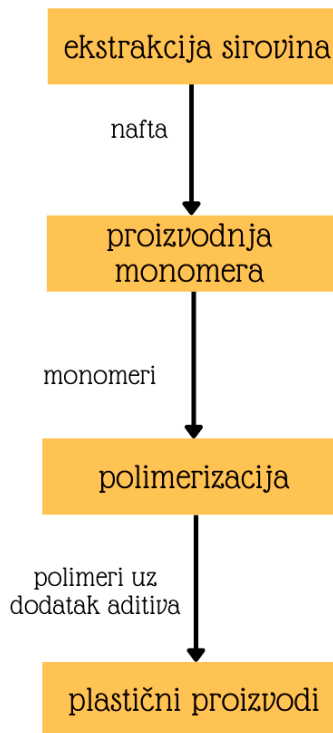 ekstrakcija sirovina
nafta
proizvodnja
monomera
monomeri
polimerizacija
polimeri uz
dodatak aditiva
plastični proizvodi